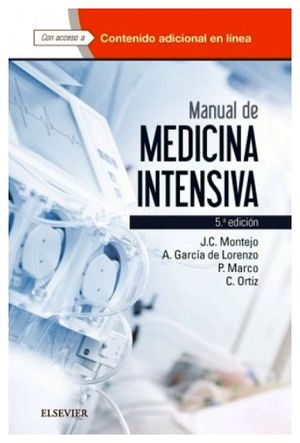 Con acceso a Contenido adicional en línea
Manual de
MEDICINA
INTENSIVA
5.ª edición
J.C. Montejo
A. García de Lorenzo
P. Marco
C. Ortiz
ELSEVIER